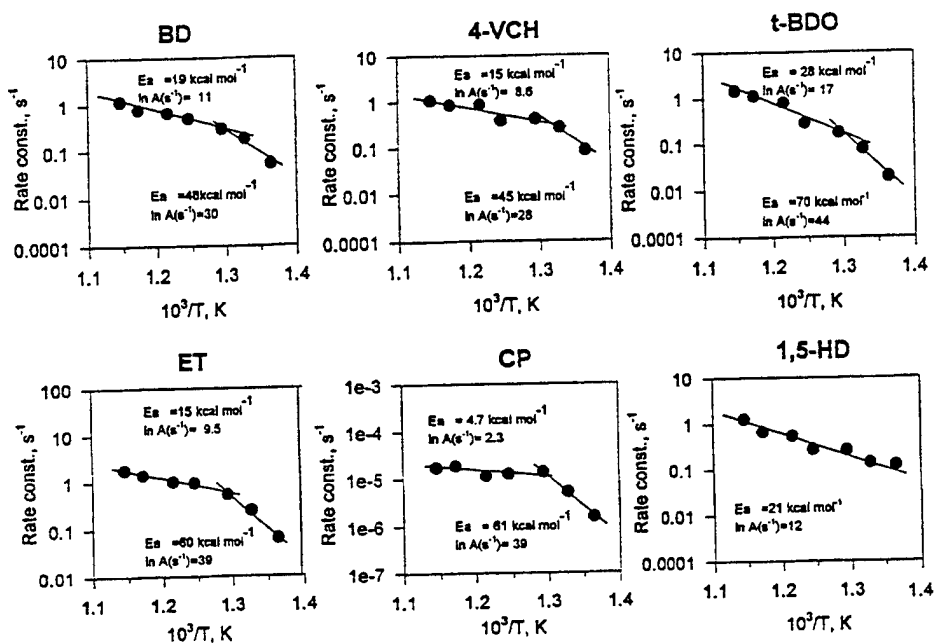 BD
Ea =19 kcal mol⁻¹
ln A(s⁻¹)= 11
Ea =48kcal mol⁻¹
ln A(s⁻¹)=30
Rate const., s⁻¹
10
1
0.1
0.01
0.0001
1.1 1.2 1.3 1.4
10³/T, K
4-VCH
Ea =15 kcal mol⁻¹
ln A(s⁻¹)= 8.6
Ea =45 kcal mol⁻¹
ln A(s⁻¹)=28
Rate const., s⁻¹
10
1
0.1
0.01
0.0001
1.1 1.2 1.3 1.4
10³/T, K
t-BDO
Ea = 28 kcal mol⁻¹
ln A(s⁻¹)= 17
Ea =70 kcal mol⁻¹
ln A(s⁻¹)=44
Rate const., s⁻¹
10
1
0.1
0.01
0.0001
1.1 1.2 1.3 1.4
10³/T, K
ET
Ea =15 kcal mol⁻¹
ln A(s⁻¹)= 9.5
Ea =60 kcal mol⁻¹
ln A(s⁻¹)=39
Rate const., s⁻¹
100
10
1
0.1
0.01
1.1 1.2 1.3 1.4
10³/T, K
CP
Ea = 4.7 kcal mol⁻¹
ln A(s⁻¹)= 2.3
Ea =61 kcal mol⁻¹
ln A(s⁻¹)= 39
Rate const., s⁻¹
1e-3
1e-4
1e-5
1e-6
1e-7
1.1 1.2 1.3 1.4
10³/T, K
1,5-HD
Ea =21 kcal mol⁻¹
ln A(s⁻¹)=12
Rate const., s⁻¹
10
1
0.1
0.01
0.0001
1.1 1.2 1.3 1.4
10³/T, K